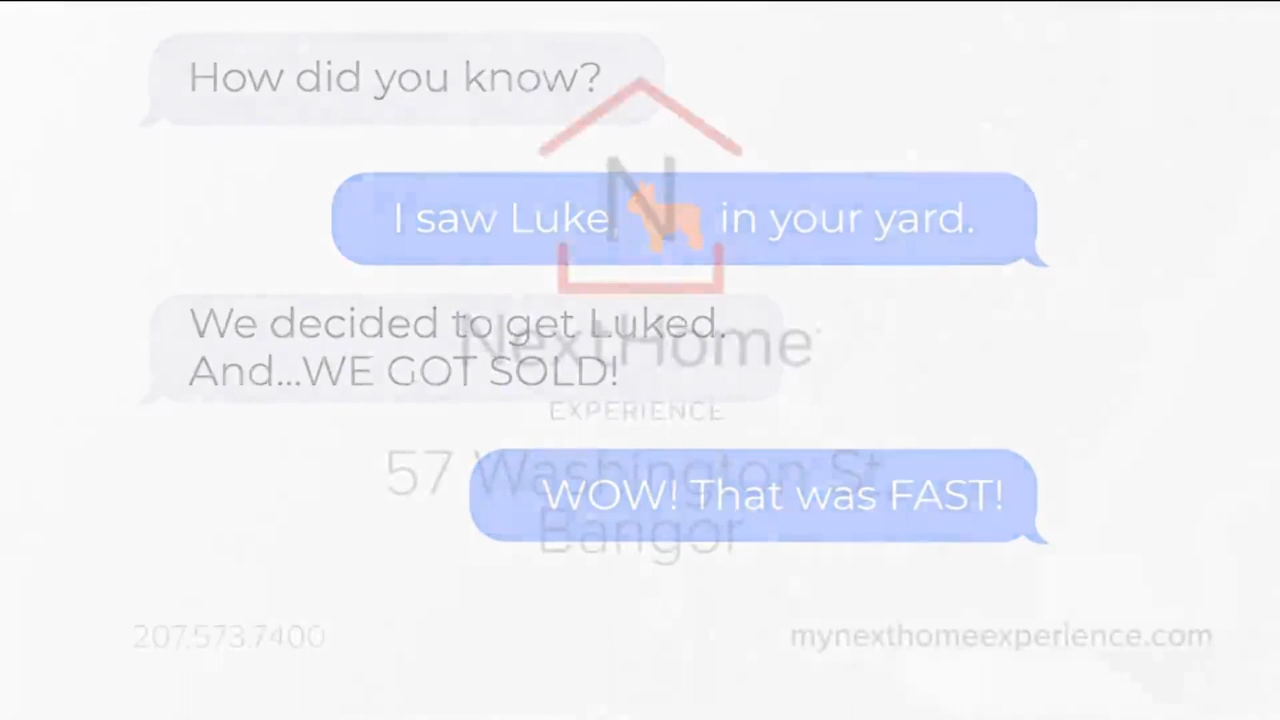 How did you know?
N
I saw Luke, in your yard.
We decided to get Luked.
And...WE GOT SOLD!
NextHome
EXPERIENCE
57 Washington St.
WOW! That was FAST!
Bangor
207.573.7400
mynexthomeexperience.com